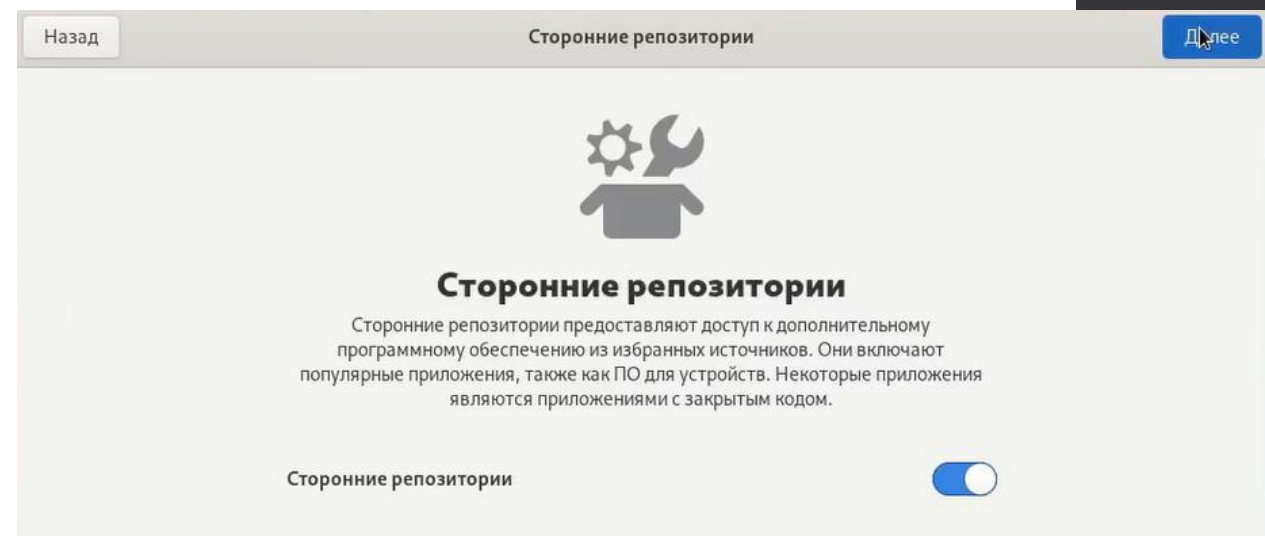 Назад
Сторонние репозитории
Далее
Сторонние репозитории
Сторонние репозитории предоставляют доступ к дополнительному
программному обеспечению из избранных источников. Они включают
популярные приложения, также как ПО для устройств. Некоторые приложения
являются приложениями с закрытым кодом.
Сторонние репозитории